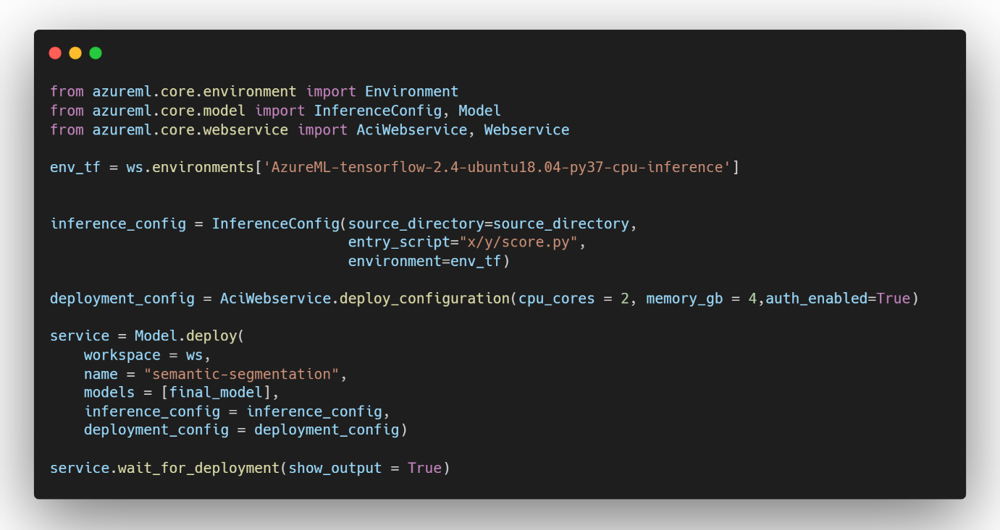 from azureml.core.environment import Environment
from azureml.core.model import InferenceConfig, Model
from azureml.core.webservice import AciWebservice, Webservice
env_tf = ws.environments['AzureML-tensorflow-2.4-ubuntu18.04-py37-cpu-inference']
inference_config = InferenceConfig(source_directory=source_directory,
                                   entry_script="x/y/score.py",
                                   environment=env_tf)
deployment_config = AciWebservice.deploy_configuration(cpu_cores = 2, memory_gb = 4,auth_enabled=True)
service = Model.deploy(
    workspace = ws,
    name = "semantic-segmentation",
    models = [final_model],
    inference_config = inference_config,
    deployment_config = deployment_config)
service.wait_for_deployment(show_output = True)